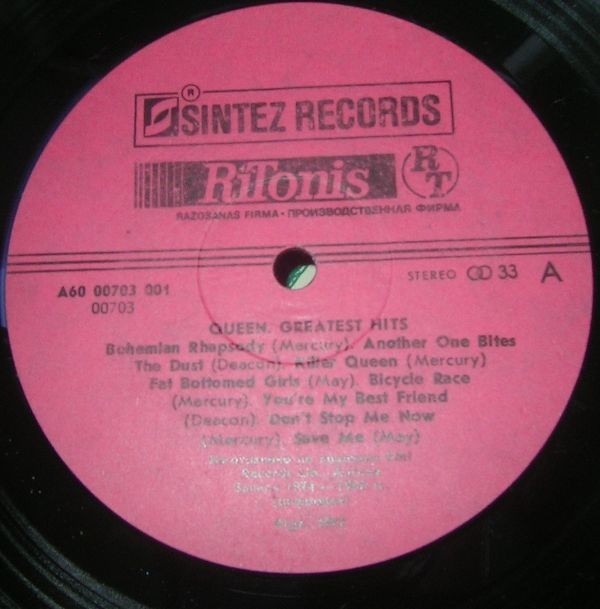 ®
SINTEZ RECORDS
RiTonis RT
RAZOSANAS FIRMA • ПРОИЗВОДСТВЕННАЯ ФИРМА
A60 00703 001
00703
STEREO 33 A
QUEEN. GREATEST HITS
Bohemian Rhapsody (Mercury). Another One Bites
The Dust (Deacon). Killer Queen (Mercury)
Fat Bottomed Girls (May). Bicycle Race
(Mercury). You're My Best Friend
(Deacon). Don't Stop Me Now
(Mercury). Save Me (May)